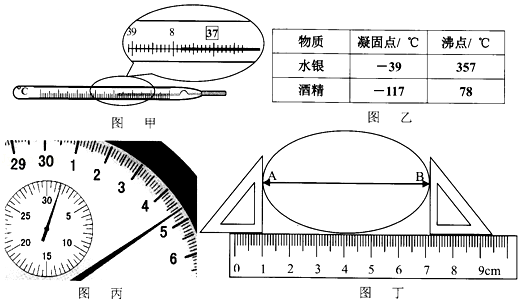 39 8 37
℃
图 甲
物质 凝固点/ ℃ 沸点/ ℃
水银 －39 357
酒精 －117 78
图 乙
29 30 1 2 3 4 5 6
30 5 10 15 20 25
图 丙
A B
0 1 2 3 4 5 6 7 8 9cm
图 丁